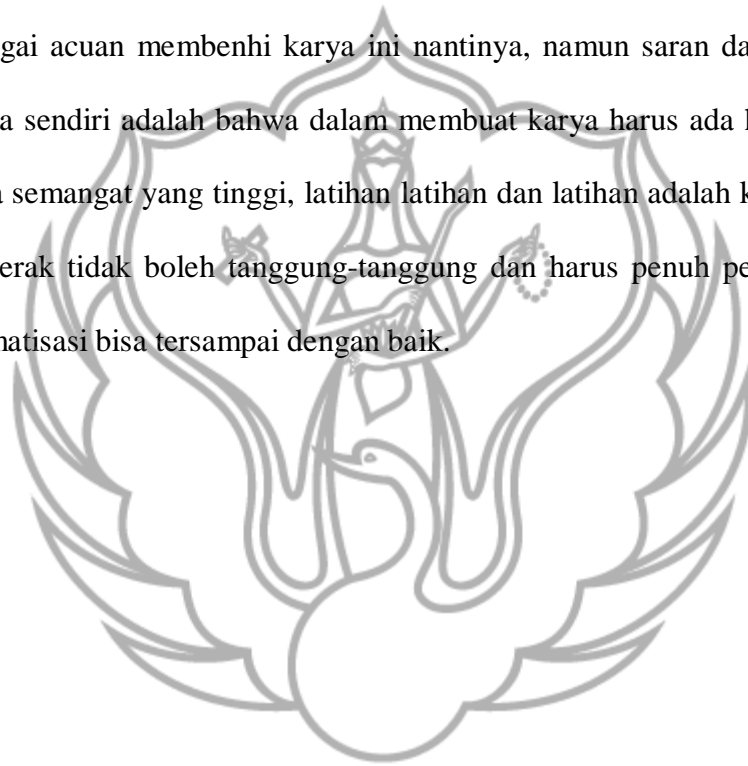 gai acuan membenhi karya ini nantinya, namun saran da
a sendiri adalah bahwa dalam membuat karya harus ada
semangat yang tinggi, latihan latihan dan latihan adalah
erak tidak boleh tanggung-tanggung dan harus penuh pe
atisasi bisa tersampai dengan baik.